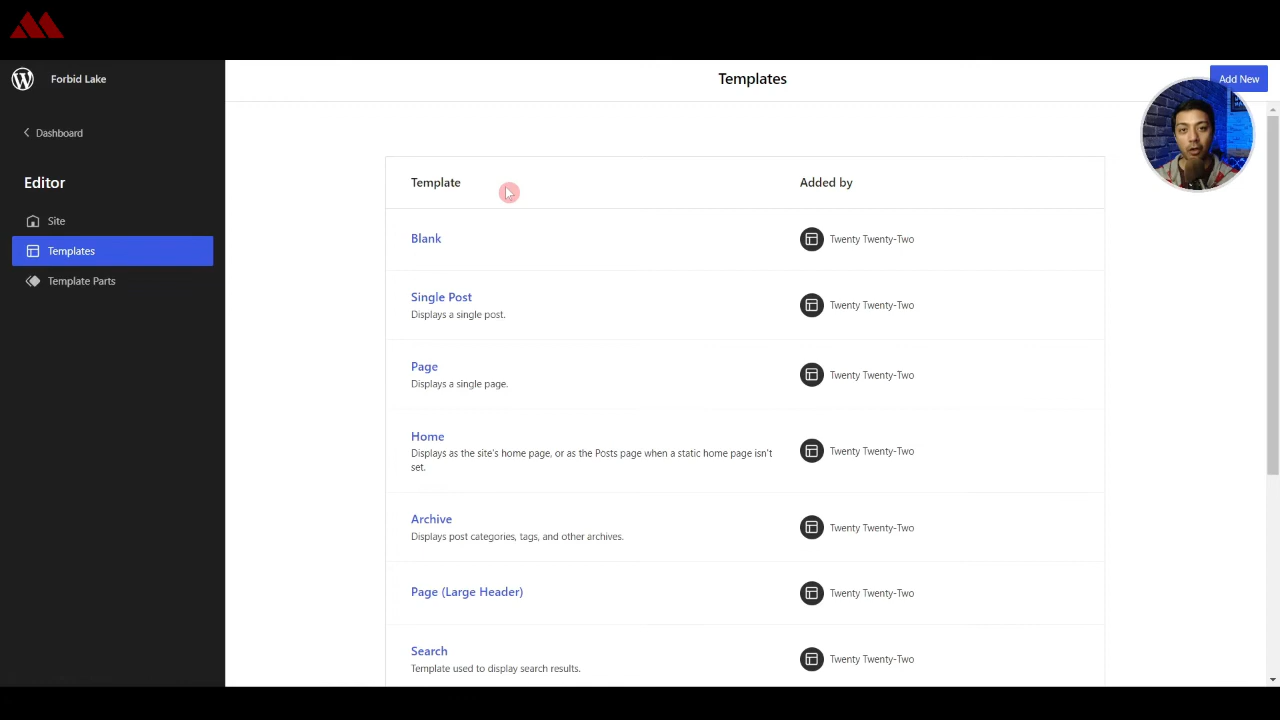 Forbid Lake
Templates
Add New
Dashboard
Editor
Site
Templates
Template Parts
Template
Added by
Blank
Twenty Twenty-Two
Single Post
Displays a single post.
Twenty Twenty-Two
Page
Displays a single page.
Twenty Twenty-Two
Home
Displays as the site's home page, or as the Posts page when a static home page isn't
set.
Twenty Twenty-Two
Archive
Displays post categories, tags, and other archives.
Twenty Twenty-Two
Page (Large Header)
Twenty Twenty-Two
Search
Template used to display search results.
Twenty Twenty-Two